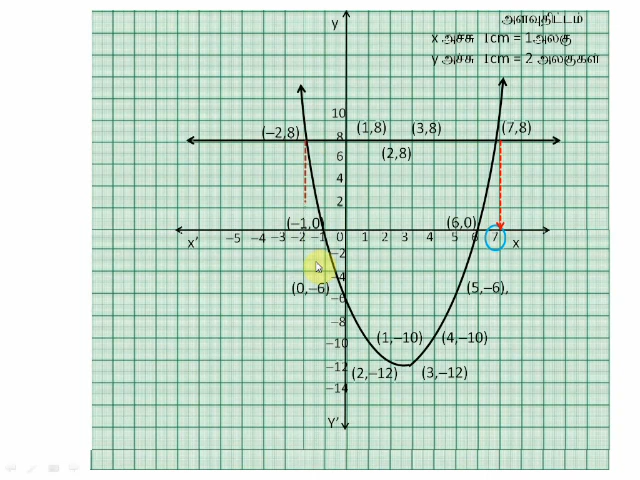 அளவுதிட்டம்
x அச்சு 1cm = 1அலகு
y அச்சு 1cm = 2 அலகுகள்
y
10
(−2,8) 8 (1,8) (3,8) (7,8)
6 (2,8)
4
2
(−1,0) (6,0)
x’ −5 −4 −3 −2 −1 0 1 2 3 4 5 6 7 x
−2
−4
(0,−6) −6 (5,−6),
−8
−10 (1,−10) (4,−10)
−12 (2,−12) (3,−12)
−14
Y’